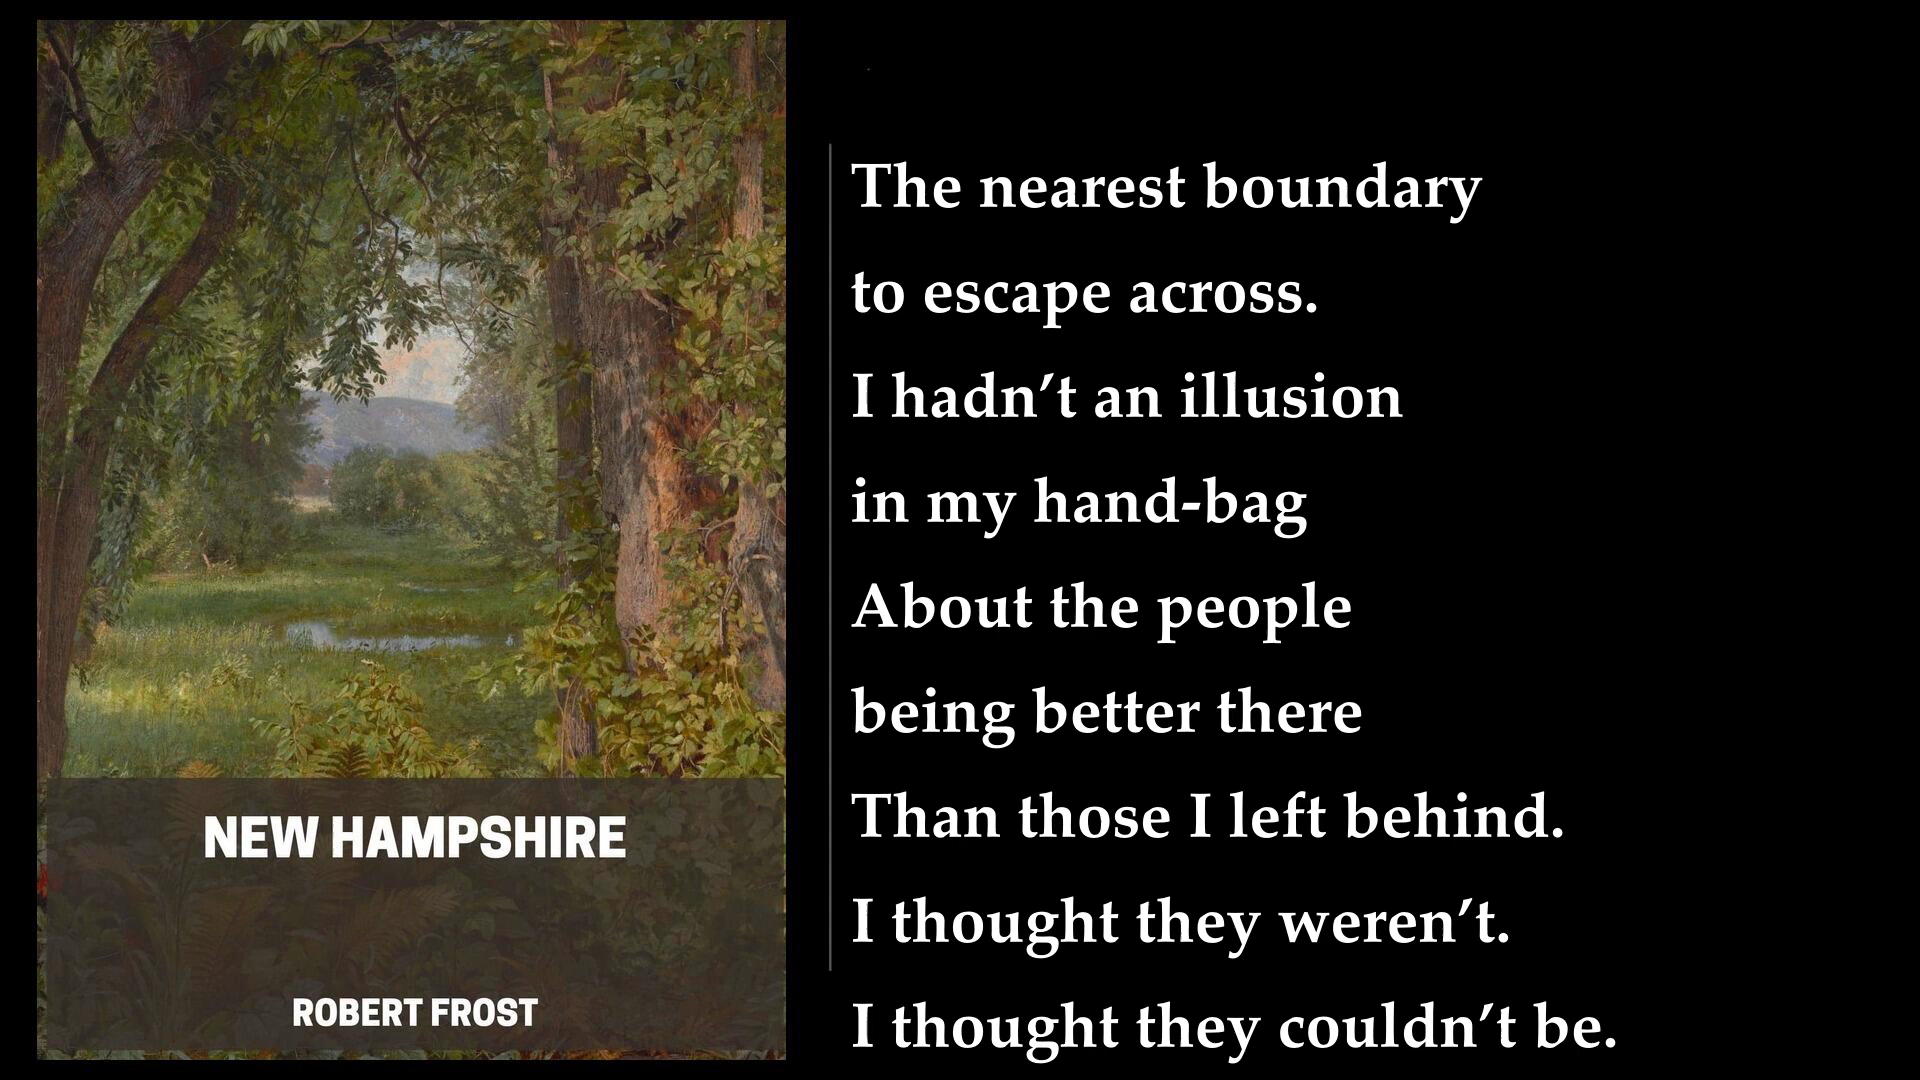 NEW HAMPSHIRE
ROBERT FROST
The nearest boundary
to escape across.
I hadn’t an illusion
in my hand-bag
About the people
being better there
Than those I left behind.
I thought they weren’t.
I thought they couldn’t be.